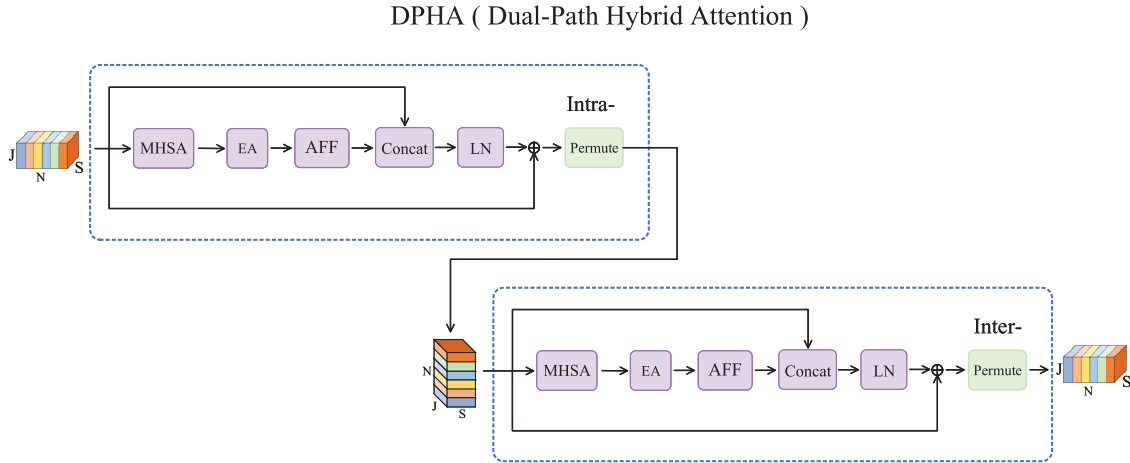 DPHA ( Dual-Path Hybrid Attention )
Intra-
J
N
S
MHSA
EA
AFF
Concat
LN
Permute
Inter-
N
J
S
MHSA
EA
AFF
Concat
LN
Permute
J
N
S